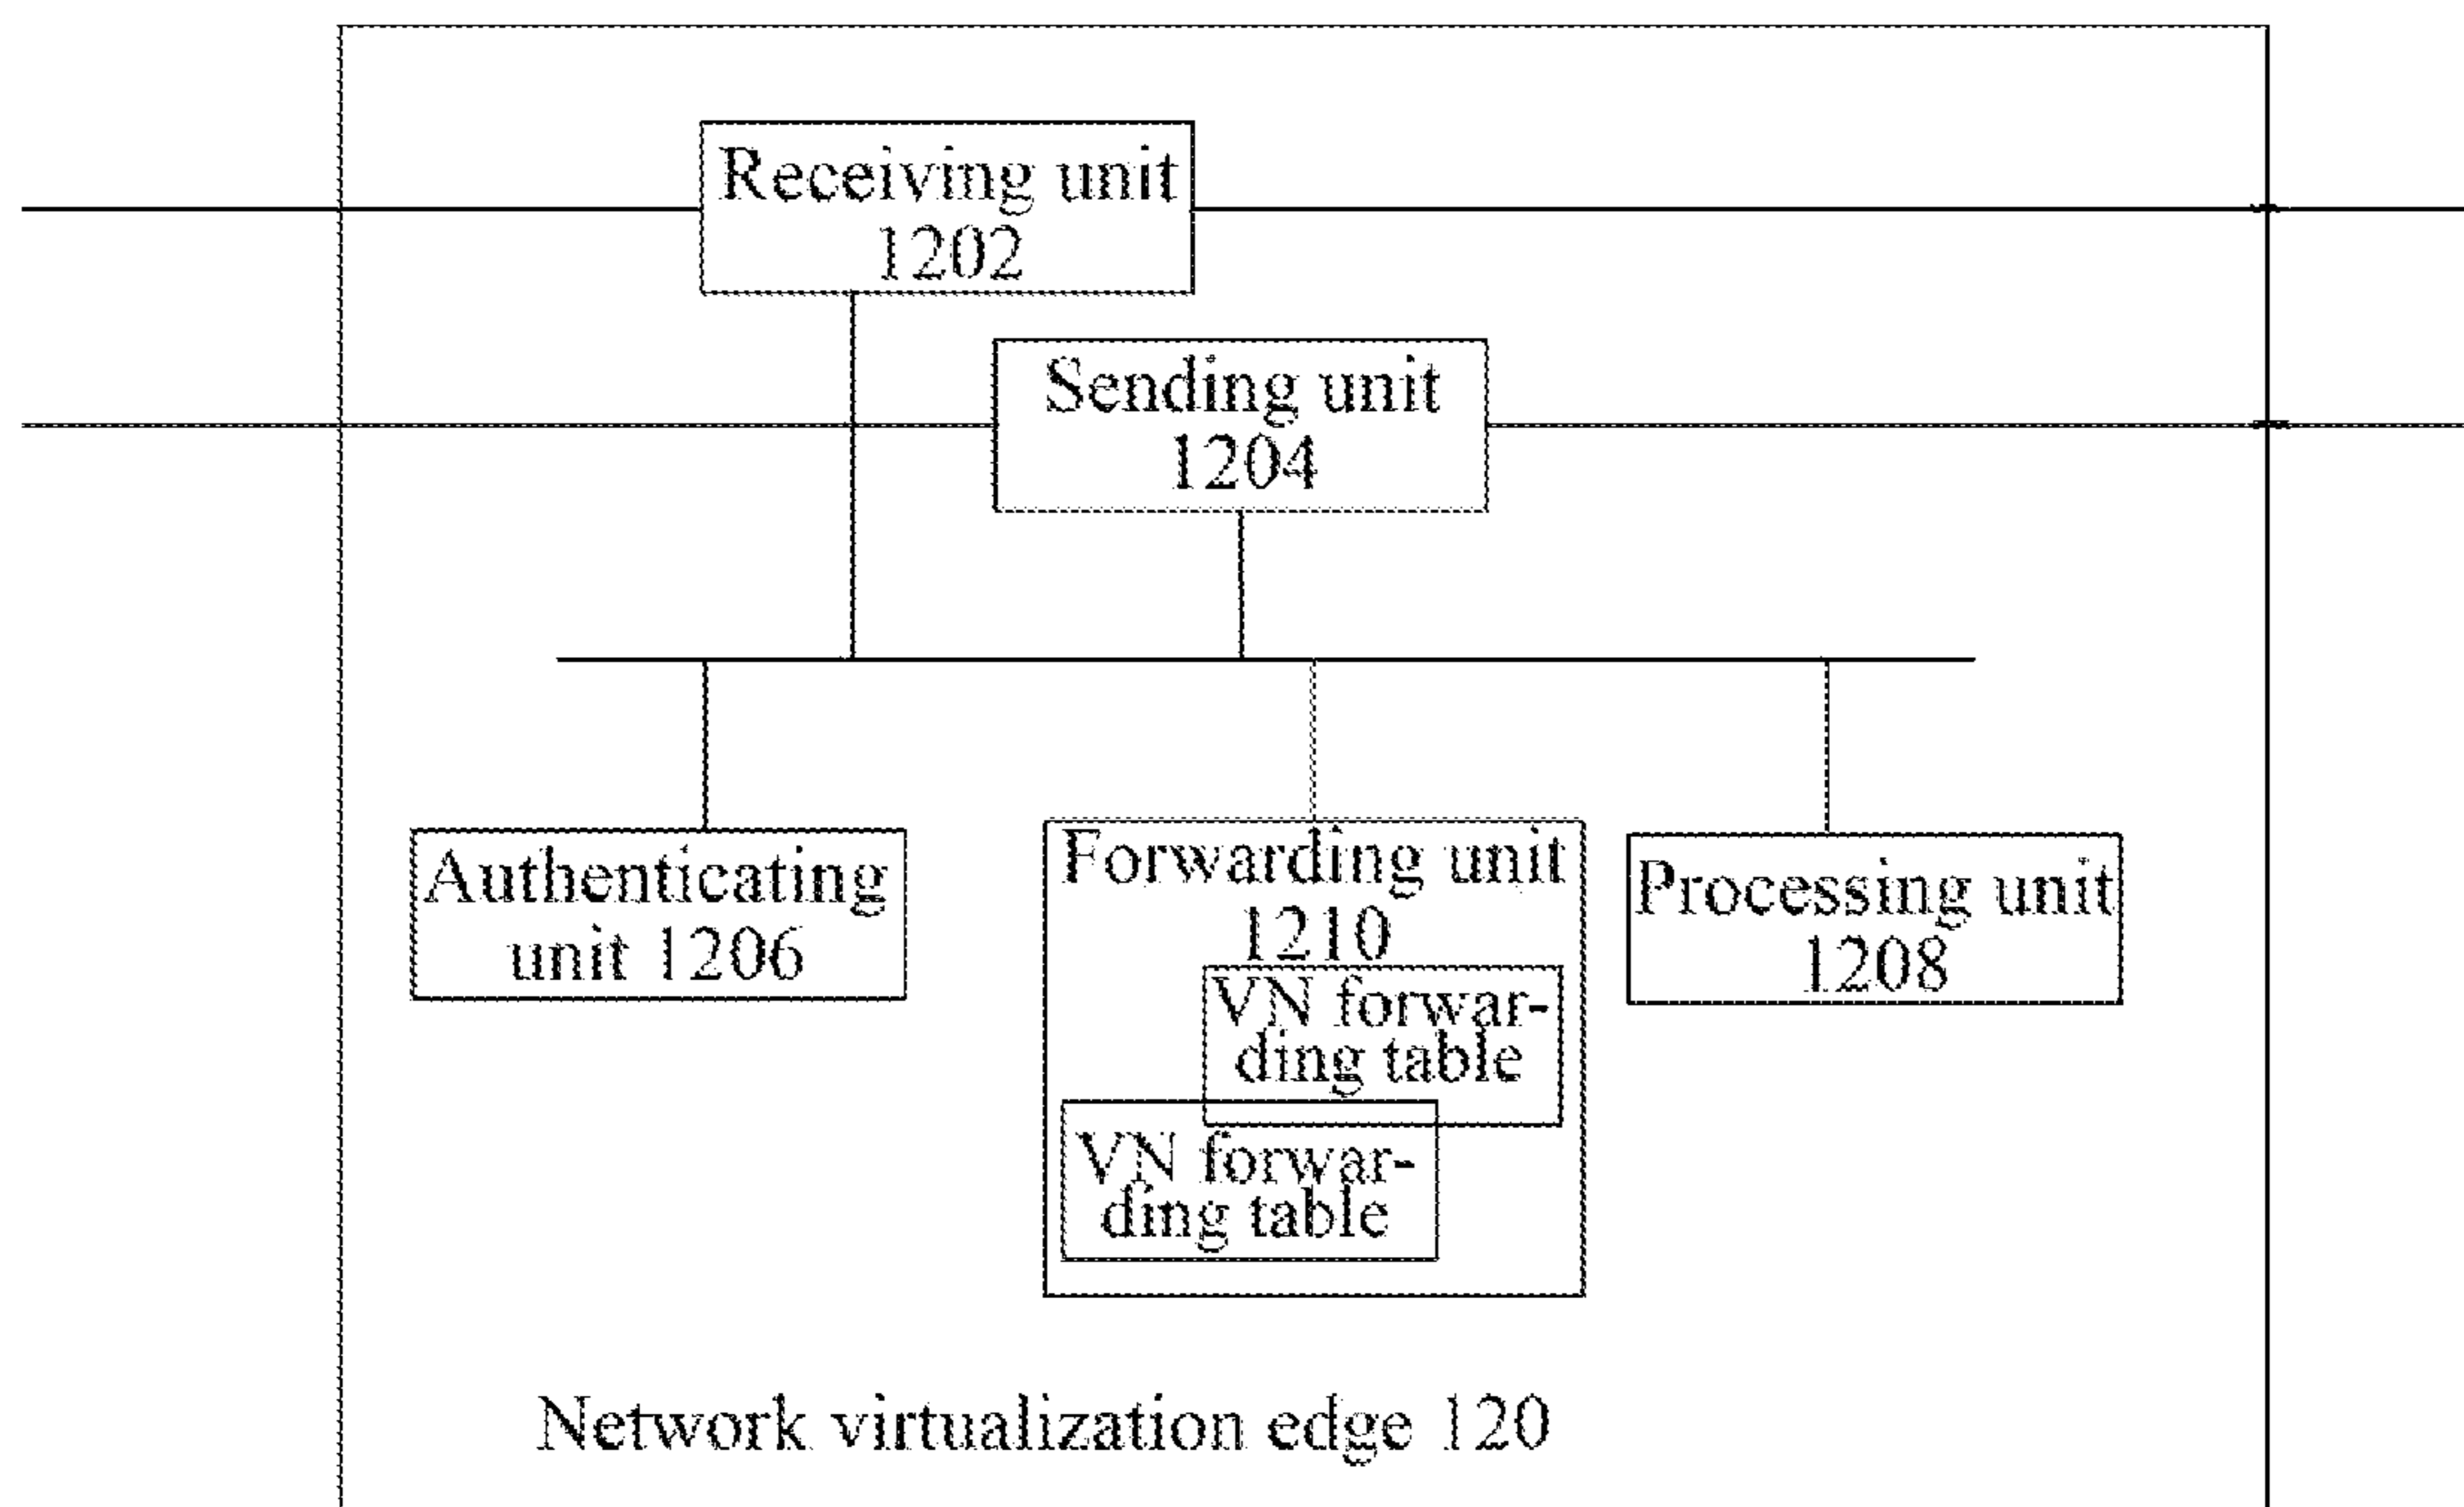 Receiving unit
1202
Sending unit
1204
Authenticating
unit 1206
Forwarding unit
1210
VN forwar-
ding table
VN forwar-
ding table
Processing unit
1208
Network virtualization edge 120